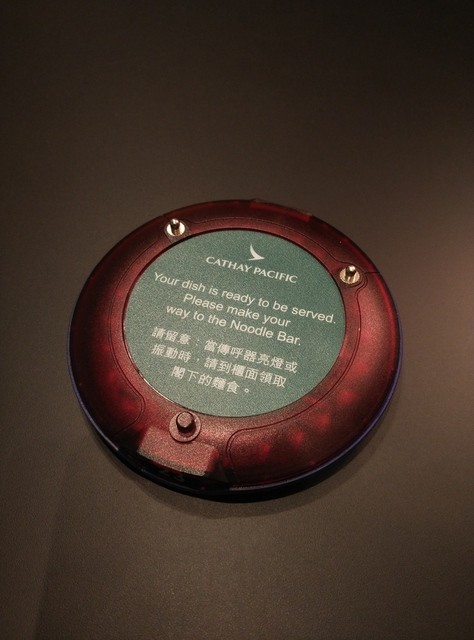 CATHAY PACIFIC
Your dish is ready to be served.
Please make your
way to the Noodle Bar.
請留意：當傳呼器亮燈或
振動時，請到櫃面領取
閣下的麵食。